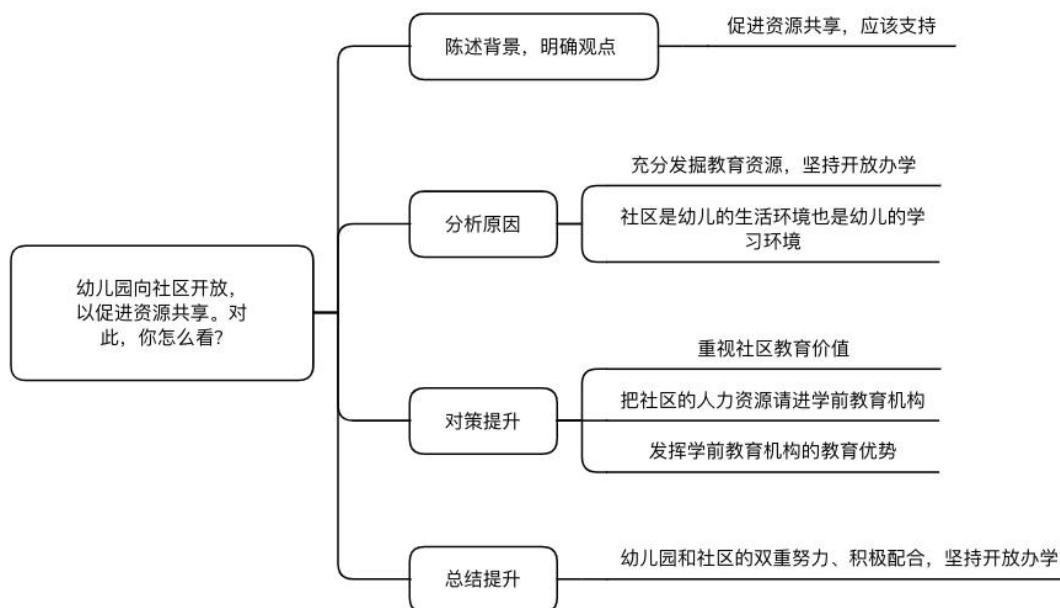 幼儿园向社区开放，
以促进资源共享。对
此，你怎么看?
陈述背景，明确观点
促进资源共享，应该支持
分析原因
充分发掘教育资源，坚持开放办学
社区是幼儿的生活环境也是幼儿的学
习环境
对策提升
重视社区教育价值
把社区的人力资源请进学前教育机构
发挥学前教育机构的教育优势
总结提升
幼儿园和社区的双重努力、积极配合，坚持开放办学